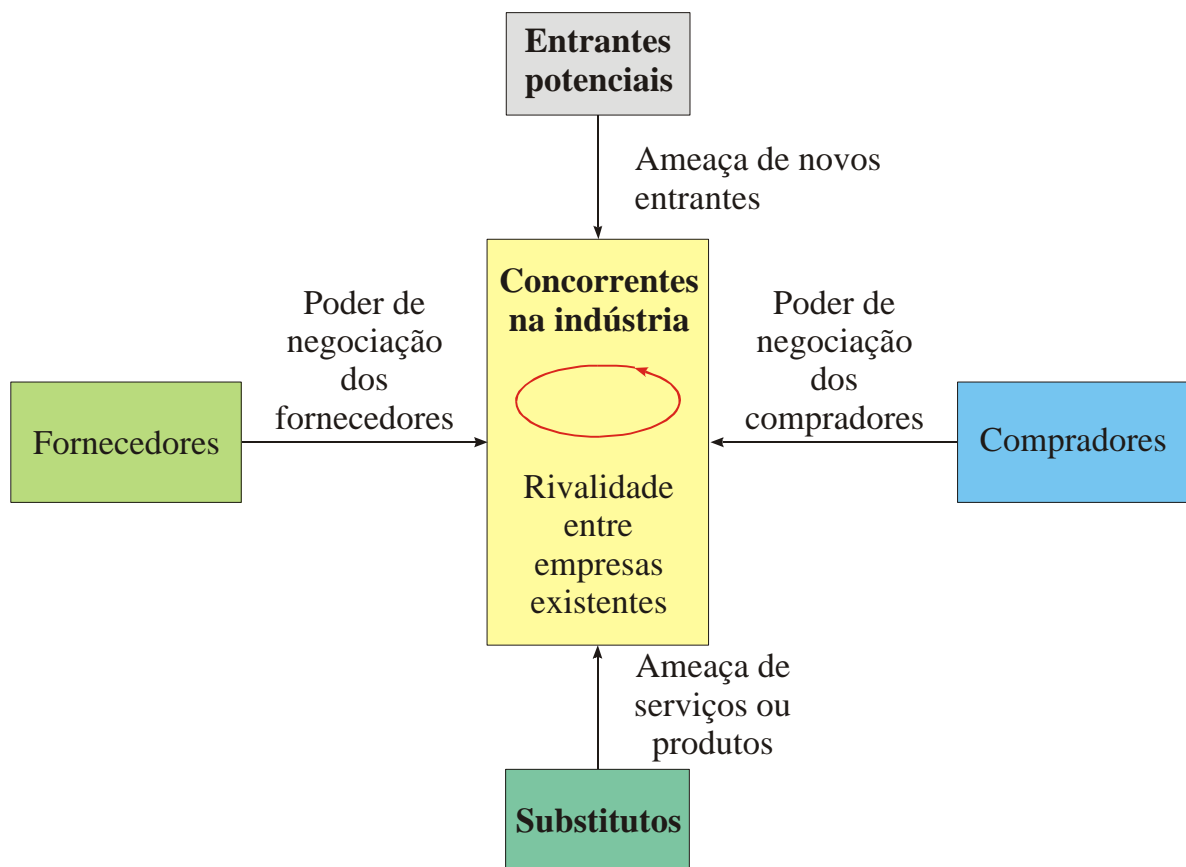 Entrantes
potenciais
Ameaça de novos
entrantes
Concorrentes
na indústria
Poder de
negociação
dos
fornecedores
Poder de
negociação
dos
compradores
Fornecedores
Compradores
Rivalidade
entre
empresas
existentes
Ameaça de
serviços ou
produtos
Substitutos